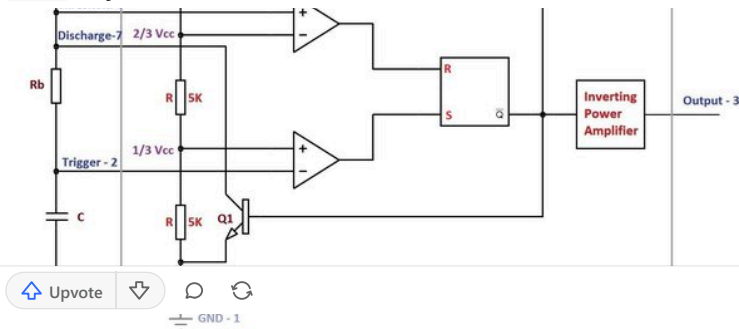 Discharge-7 2/3 Vcc
+
-
R
Rb
R 5K
S
Q
Inverting
Power
Amplifier
Output - 3
1/3 Vcc
+
-
Trigger - 2
C
R 5K
Q1
Upvote
GND - 1